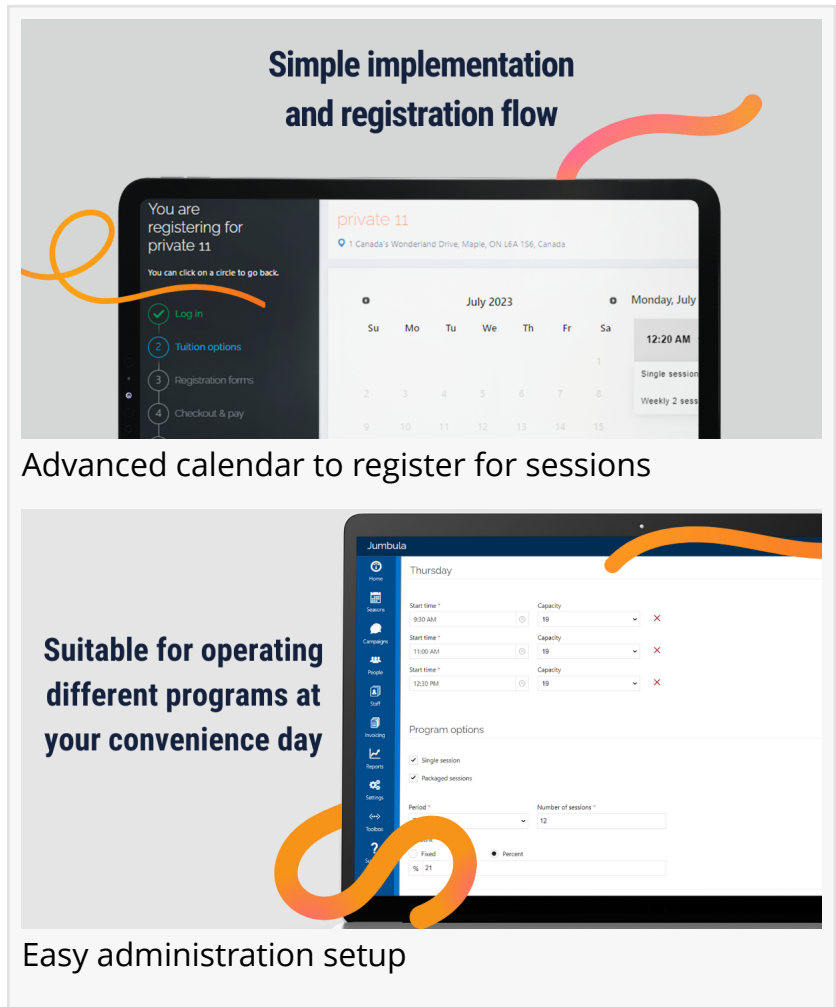 Simple implementation
and registration flow
You are
registering for
private 11
You can click on a circle to go back.
Log in
2 Tuition options
3 Registration forms
4 Checkout & pay
private 11
1 Canada's Wonderland Drive, Maple, ON L6A 1S6, Canada
July 2023
Su Mo Tu We Th Fr Sa
1
2 3 4 5 6 7 8
9 10 11 12 13 14 15
Monday, July
12:20 AM
Single session
Weekly 2 sess
Advanced calendar to register for sessions
Suitable for operating
different programs at
your convenience day
Jumbula
Home
Seasons
Campaigns
People
Staff
Invoicing
Reports
Settings
Toolbox
?
Thursday
Start time * Capacity
9:30 AM 19
Start time * Capacity
11:00 AM 19
Start time * Capacity
12:30 PM 19
Program options
Single session
Packaged sessions
Period * Number of sessions *
12
Fixed Percent
% 21
Easy administration setup